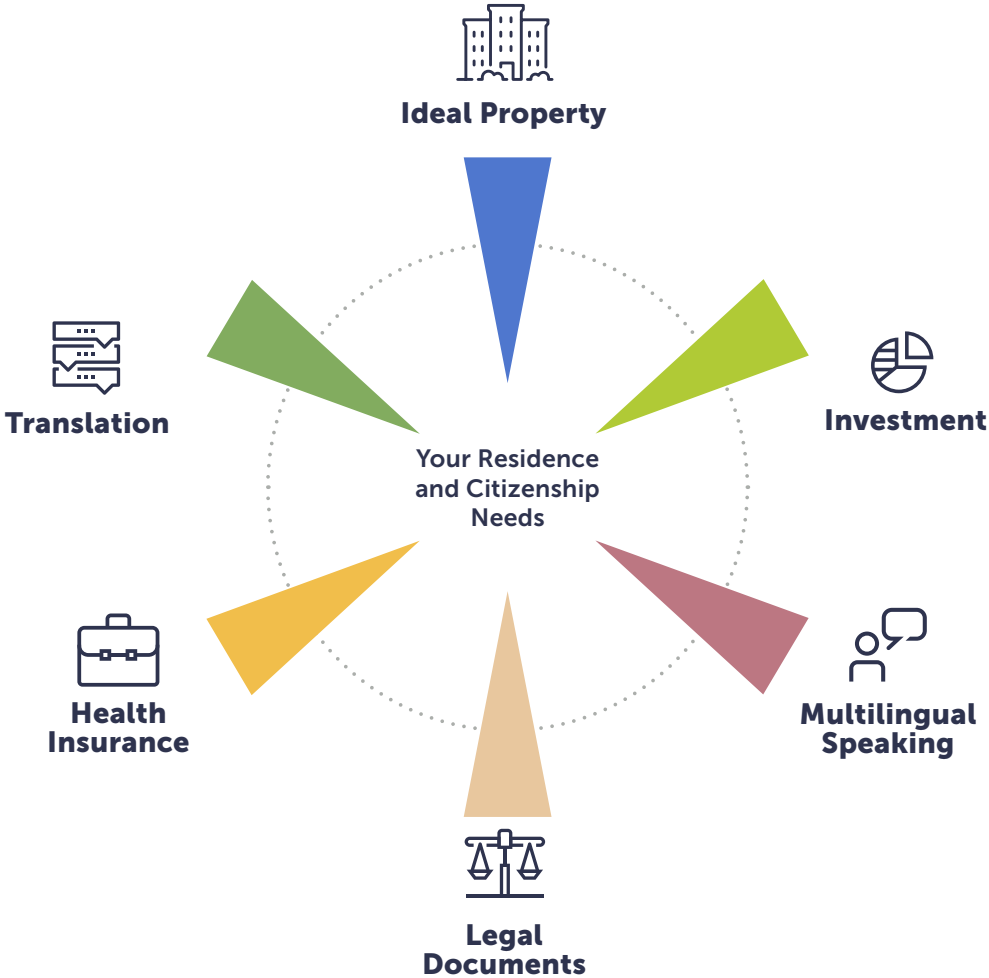 Ideal Property
Translation
Investment
Your Residence
and Citizenship
Needs
Health
Insurance
Multilingual
Speaking
Legal
Documents